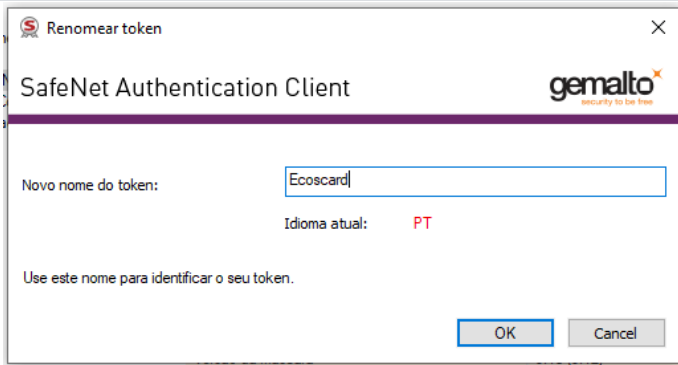 Renomear token
SafeNet Authentication Client
gemalto
security to be free
Novo nome do token:
Ecoscard
Idioma atual: PT
Use este nome para identificar o seu token.
OK Cancel